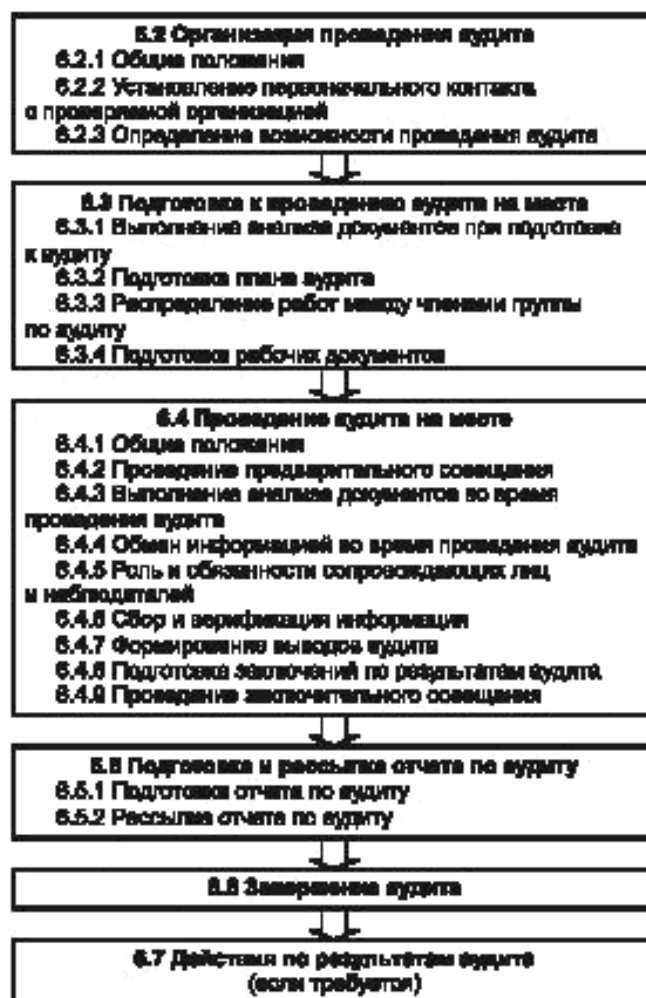 6.2 Организация проведения аудита
6.2.1 Общие положения
6.2.2 Установление первоначального контакта
с проверяемой организацией
6.2.3 Определение возможности проведения аудита
6.3 Подготовка к проведению аудита на месте
6.3.1 Выполнение анализа документов при подготовке
к аудиту
6.3.2 Подготовка плана аудита
6.3.3 Распределение работ между членами группы
по аудиту
6.3.4 Подготовка рабочих документов
6.4 Проведение аудита на месте
6.4.1 Общие положения
6.4.2 Проведение предварительного совещания
6.4.3 Выполнение анализа документов во время
проведения аудита
6.4.4 Обмен информацией во время проведения аудита
6.4.5 Роль и обязанности сопровождающих лиц
и наблюдателей
6.4.6 Сбор и верификация информации
6.4.7 Формирование выводов аудита
6.4.8 Подготовка заключений по результатам аудита
6.4.9 Проведение заключительного совещания
6.5 Подготовка и рассылка отчета по аудиту
6.5.1 Подготовка отчета по аудиту
6.5.2 Рассылка отчета по аудиту
6.6 Завершение аудита
6.7 Действия по результатам аудита
(если требуется)